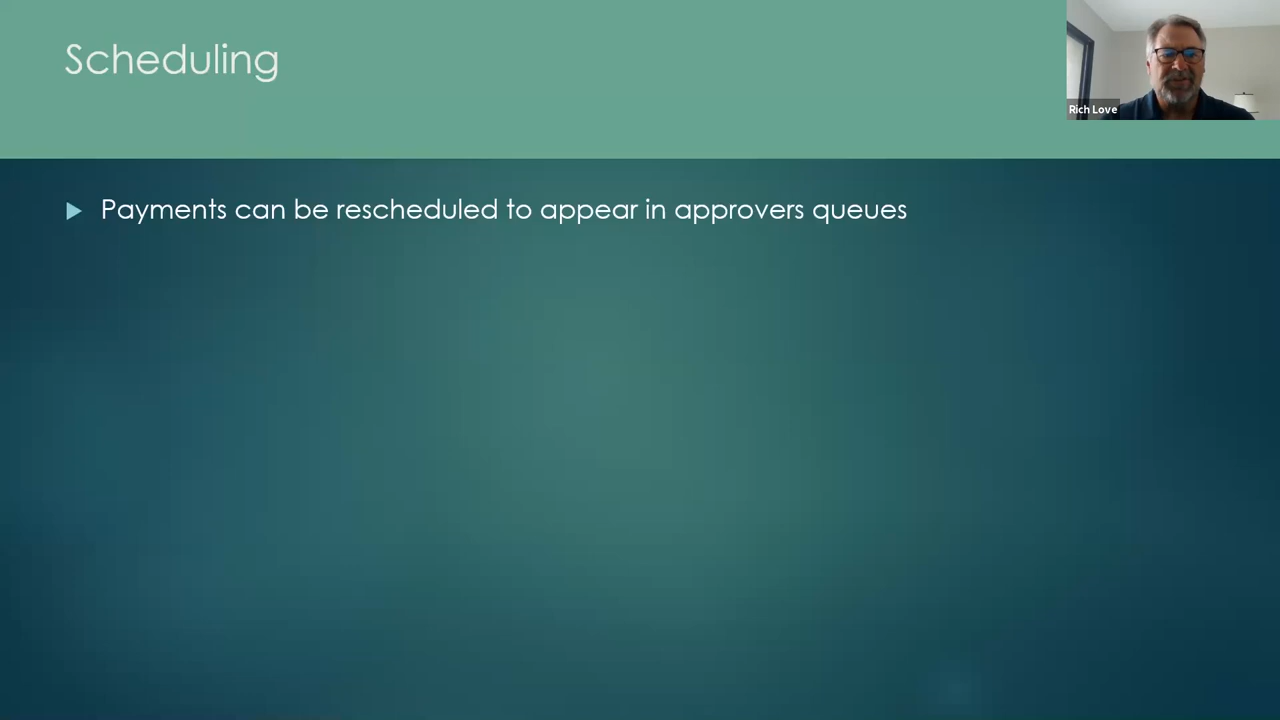 Scheduling
Rich Love
Payments can be rescheduled to appear in approvers queues